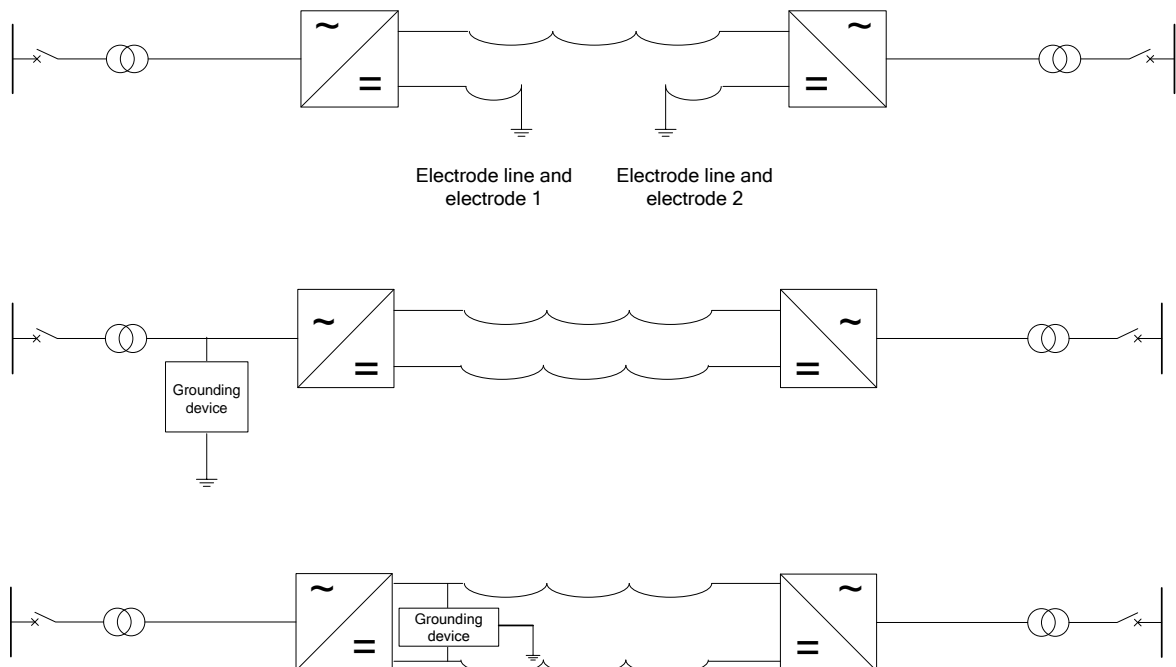 ~
=
~
=
Electrode line and
electrode 1
Electrode line and
electrode 2
~
=
~
=
Grounding
device
~
=
~
=
Grounding
device